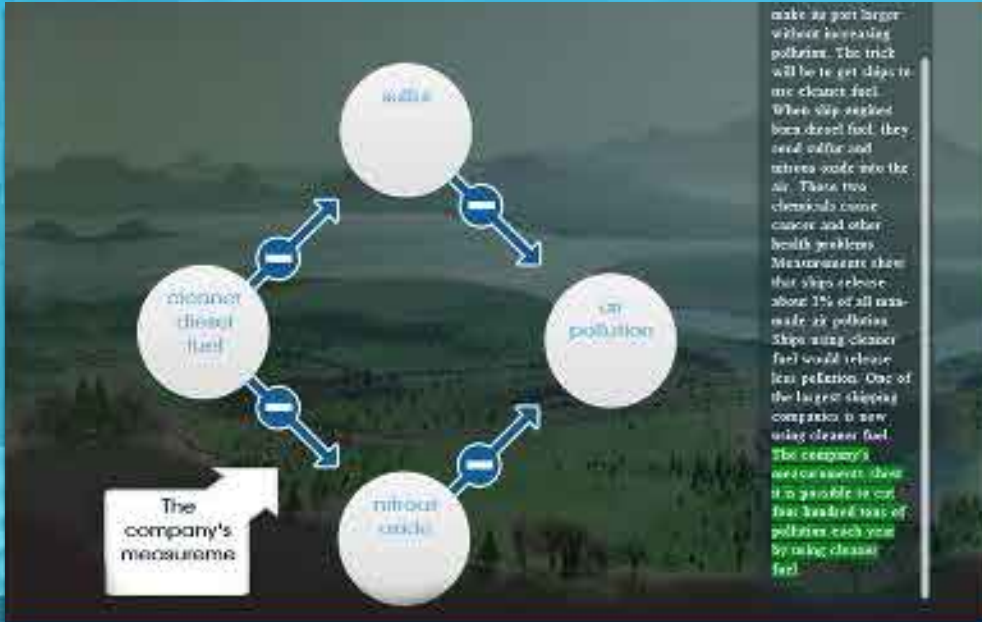 sulfur
cleaner
diesel
fuel
air
pollution
nitrous
oxide
The
company's
measureme
make its port larger
without increasing
pollution. The trick
will be to get ships to
use cleaner fuel.
When ship engines
burn diesel fuel, they
send sulfur and
nitrous oxide into the
air. These two
chemicals cause
cancer and other
health problems.
Measurements show
that ships release
about 3% of all man-
made air pollution.
Ships using cleaner
fuel would release
less pollution. One of
the largest shipping
companies is now
using cleaner fuel.
The company's
measurements show
it is possible to cut
four hundred tons of
pollution each year
by using cleaner
fuel.